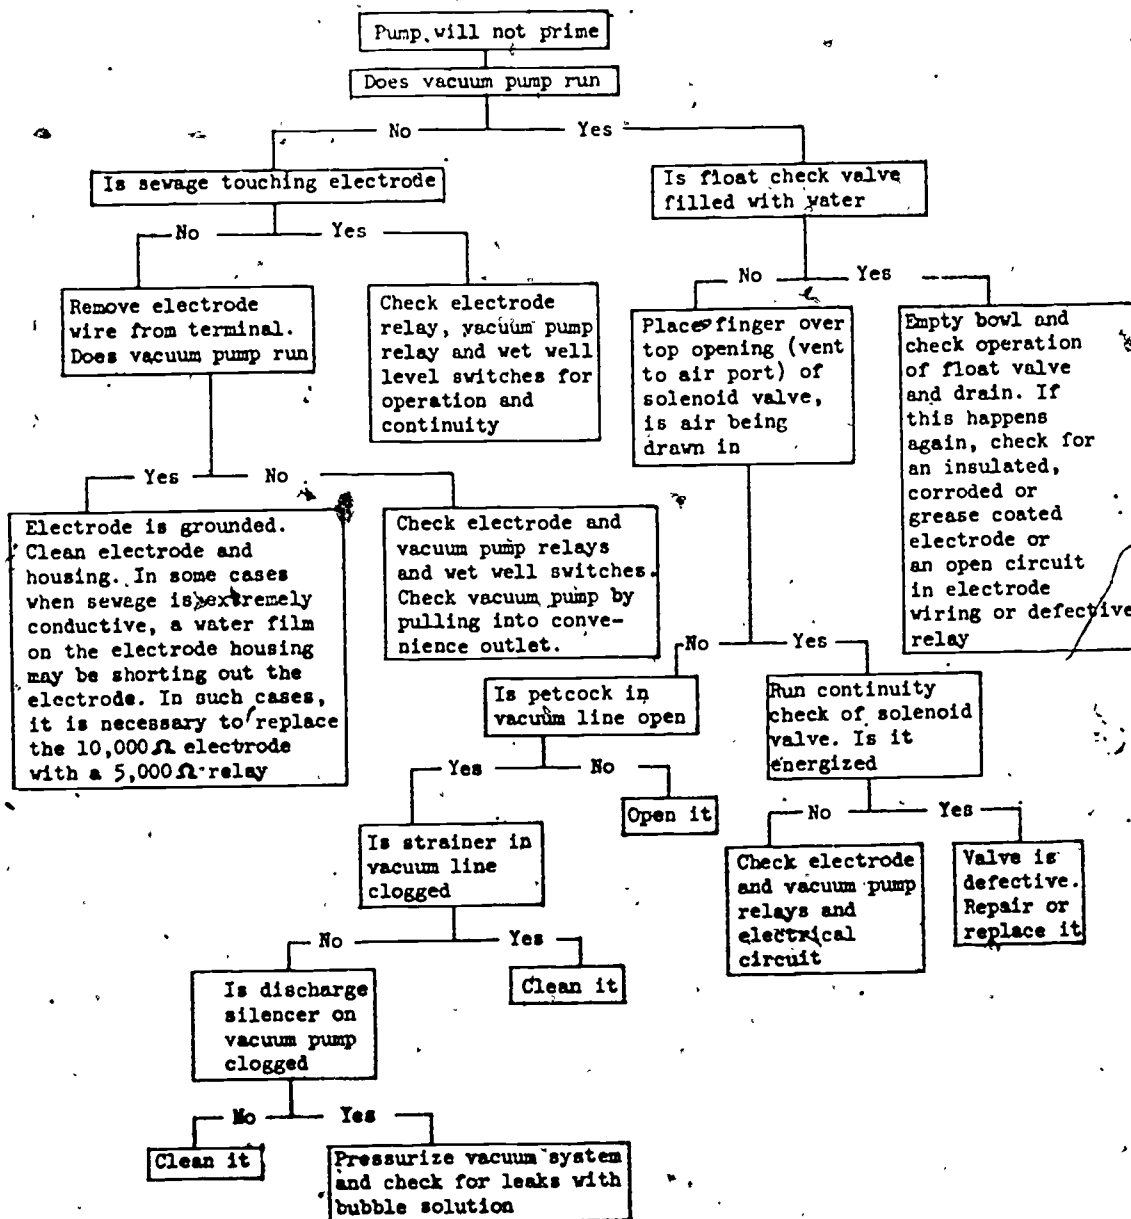 Pump will not prime
Does vacuum pump run
No
Yes
Is sewage touching electrode
Is float check valve
filled with water
No
Yes
No
Yes
Remove electrode
wire from terminal.
Does vacuum pump run
Check electrode
relay, vacuum pump
relay and wet well
level switches for
operation and
continuity
Place finger over
top opening (vent
to air port) of
solenoid valve,
is air being
drawn in
Empty bowl and
check operation
of float valve
and drain. If
this happens
again, check for
an insulated,
corroded or
grease coated
electrode or
an open circuit
in electrode
wiring or defective
relay
Yes
No
Electrode is grounded.
Clean electrode and
housing. In some cases
when sewage is extremely
conductive, a water film
on the electrode housing
may be shorting out the
electrode. In such cases,
it is necessary to replace
the 10,000 Ω electrode
with a 5,000 Ω relay
Check electrode and
vacuum pump relays
and wet well switches.
Check vacuum pump by
pulling into conve-
nience outlet.
No
Yes
Is petcock in
vacuum line open
Run continuity
check of solenoid
valve. Is it
energized
Yes
No
Open it
No
Yes
Is strainer in
vacuum line
clogged
Check electrode
and vacuum pump
relays and
electrical
circuit
Valve is
defective.
Repair or
replace it
No
Yes
Clean it
Is discharge
silencer on
vacuum pump
clogged
No
Yes
Clean it
Pressurize vacuum system
and check for leaks with
bubble solution